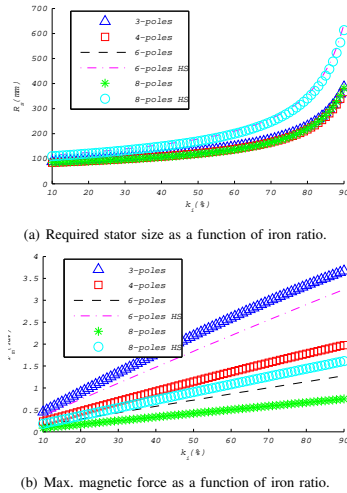 700
600
500
400
300
200
100
0
R_s(mm)
3-poles
4-poles
6-poles
6-poles HS
8-poles
8-poles HS
10 20 30 40 50 60 70 80 90
k_i(%)
(a) Required stator size as a function of iron ratio.
4
3.5
3
2.5
2
1.5
1
0.5
0
3-poles
4-poles
6-poles
6-poles HS
8-poles
8-poles HS
10 20 30 40 50 60 70 80 90
k_i(%)
(b) Max. magnetic force as a function of iron ratio.